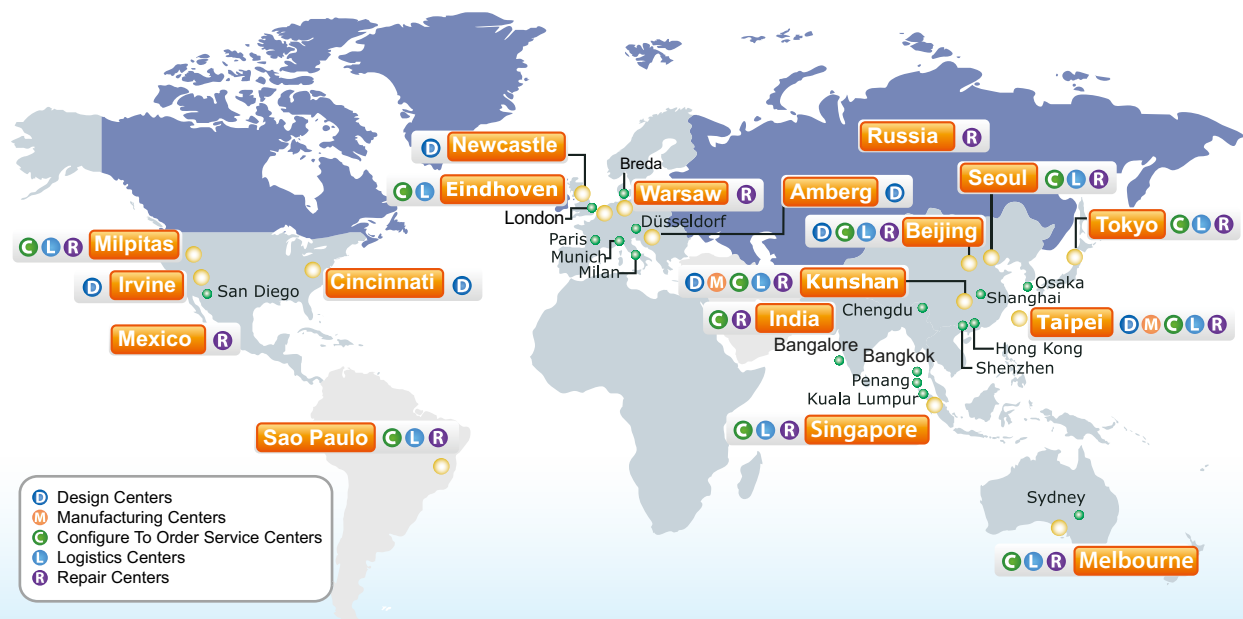 Russia R
D Newcastle
Breda
C L Eindhoven
Warsaw R
Amberg D
Seoul C L R
London
Düsseldorf
D C L R Beijing
Tokyo C L R
Paris
Munich
Milan
C L R Milpitas
D Irvine
San Diego
Cincinnati D
Mexico R
D M C L R Kunshan
Osaka
Shanghai
Chengdu
C R India
Taipei D M C L R
Bangalore
Bangkok
Hong Kong
Shenzhen
Penang
Kuala Lumpur
C L R Singapore
Sao Paulo C L R
Sydney
C L R Melbourne
D Design Centers
M Manufacturing Centers
C Configure To Order Service Centers
L Logistics Centers
R Repair Centers